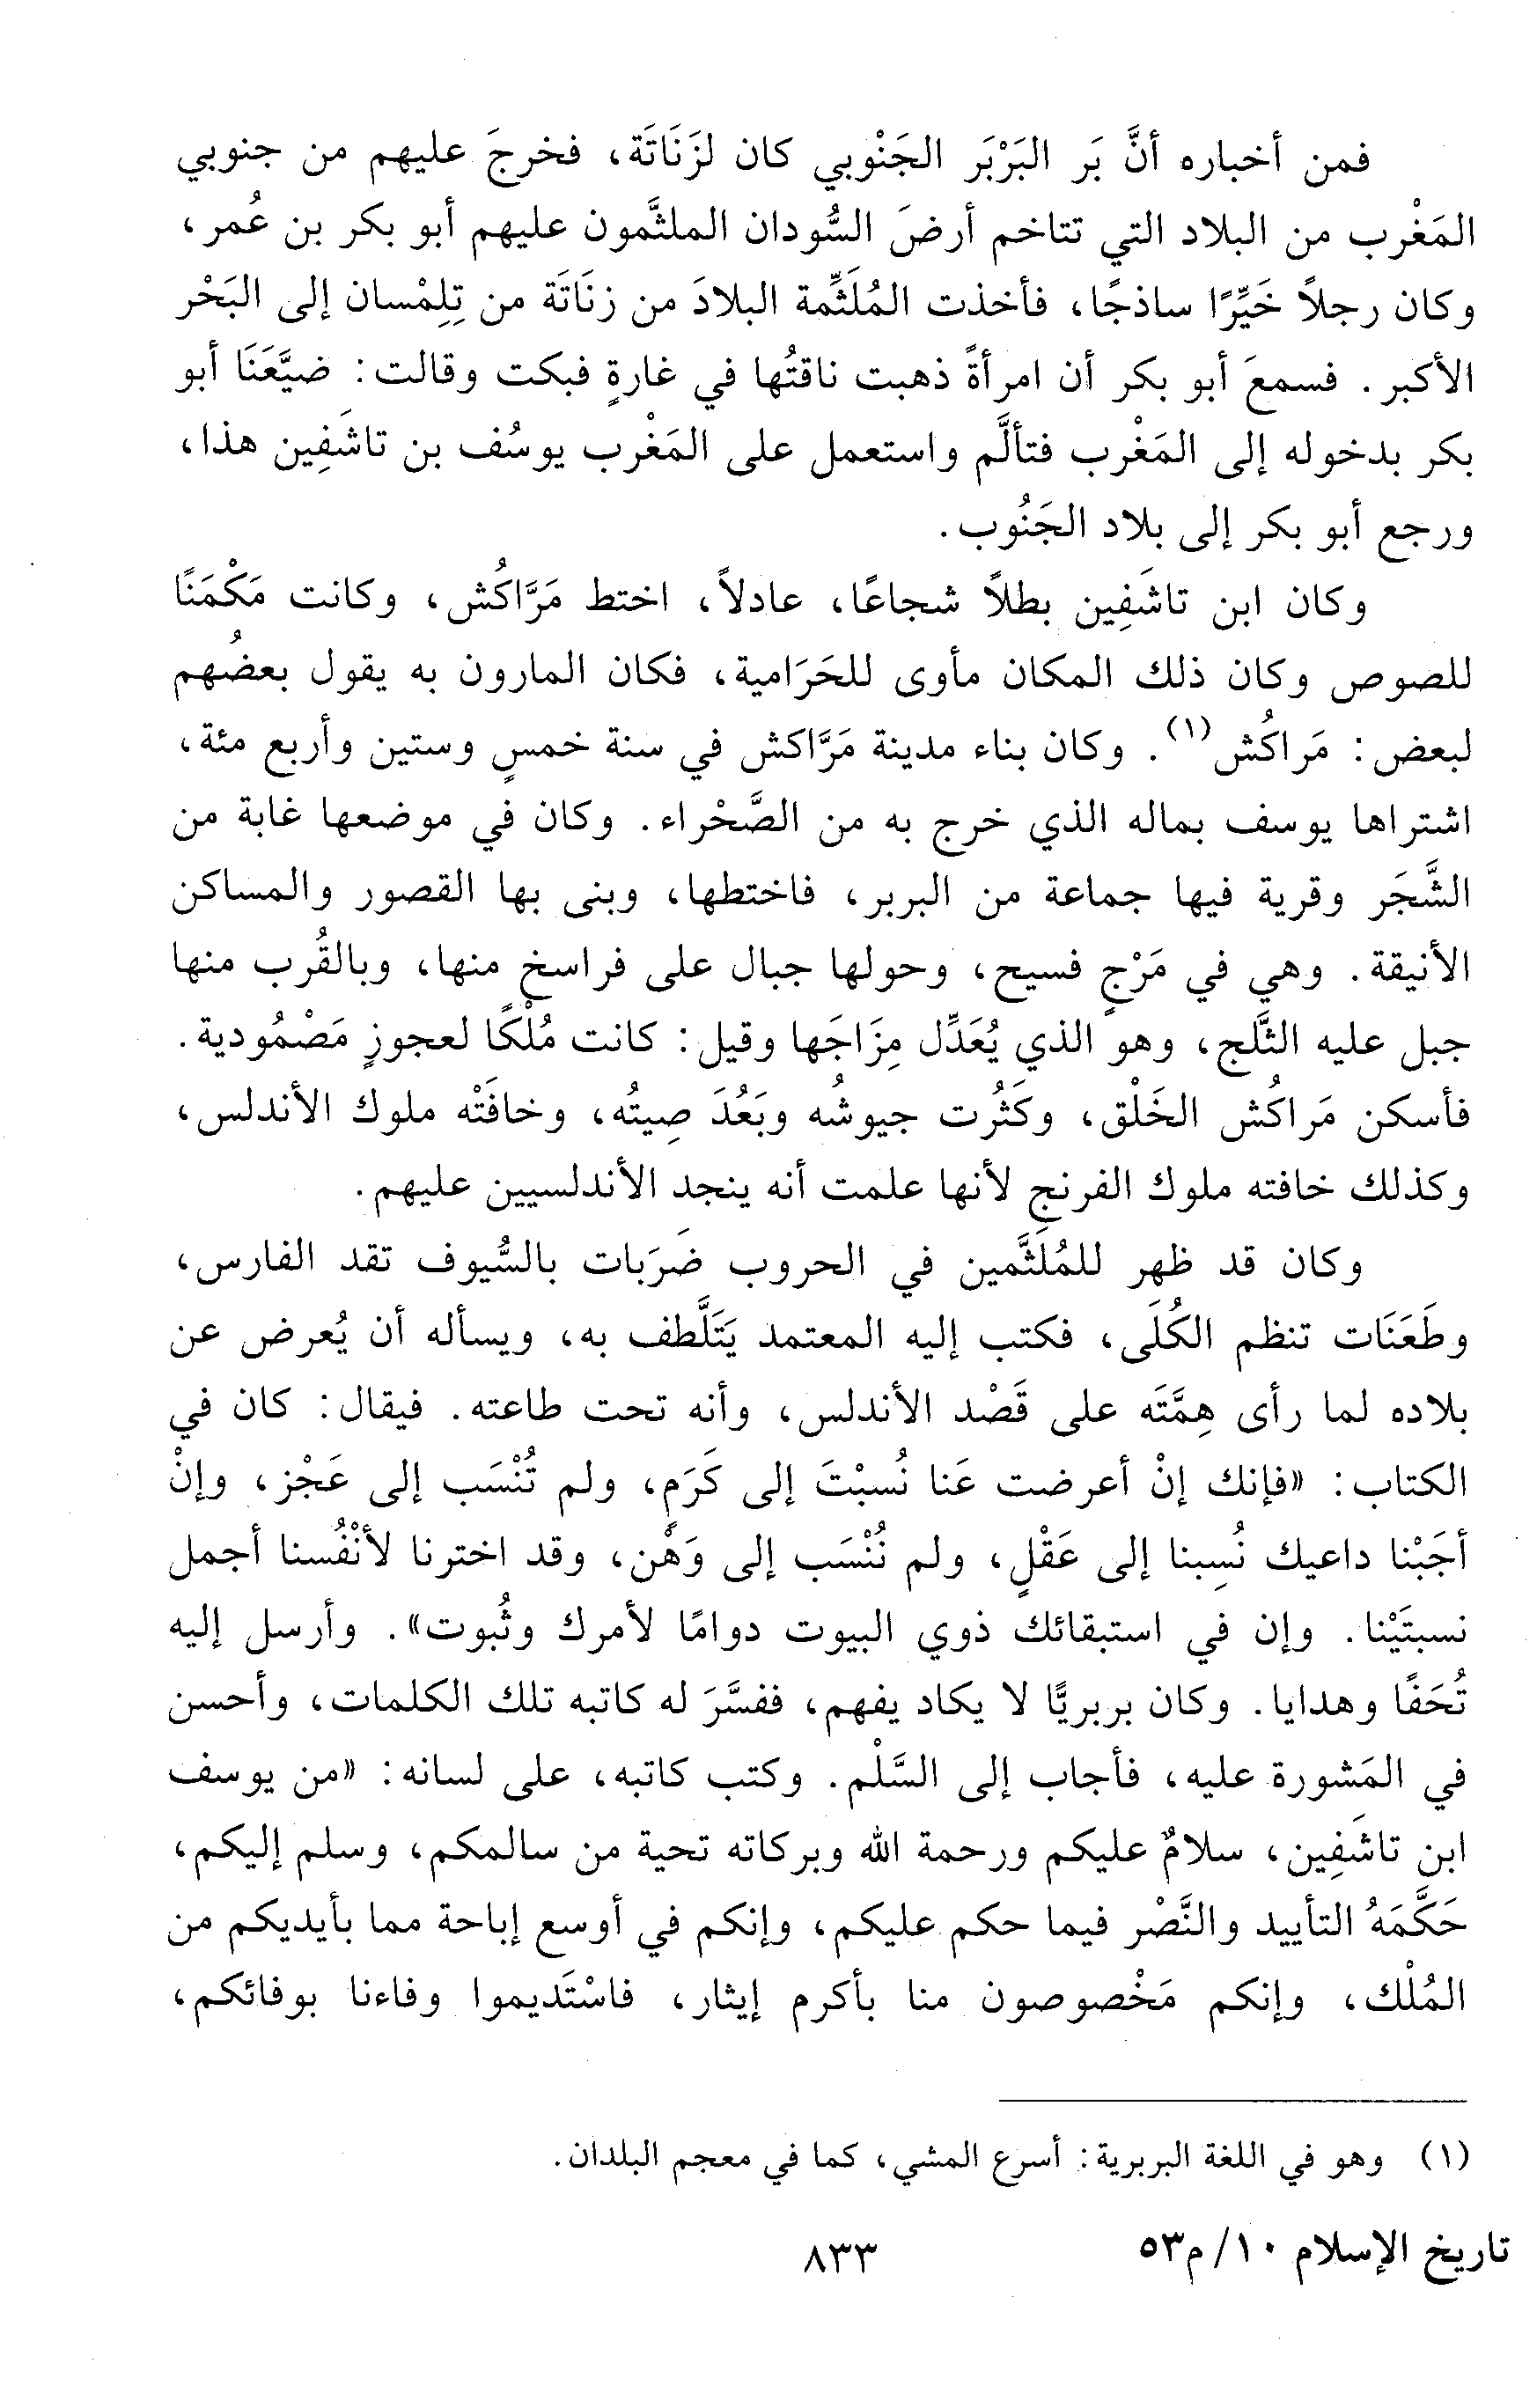 فمن أخباره أنَّ بَر البَرْبَر الجَنْوبي كان لزَنَاتَة، فخرجَ عليهم من جنوبي
المَغْرب من البلاد التي تتاخم أرضَ السُّودان الملثَّمون عليهم أبو بكر بن عُمر،
وكان رجلاً خَيِّرًا ساذجًا، فأخذت المُلَثِّمة البلادَ من زنَاتَة من تِلِمْسان إلى البَحْر
الأكبر. فسمعَ أبو بكر أن امرأةً ذهبت ناقتُها في غارةٍ فبكت وقالت: ضيَّعَنَا أبو
بكر بدخوله إلى المَغْرب فتألَّم واستعمل على المَغْرب يوسُف بن تاشَفِين هذا،
ورجع أبو بكر إلى بلاد الجَنُوب.
وكان ابن تاشَفِين بطلاً شجاعًا، عادلاً، اختط مَرَّاكُش، وكانت مَكْمَنًا
للصوص وكان ذلك المكان مأوى للحَرَامية، فكان المارون به يقول بعضُهم
لبعض: مَراكُش(١). وكان بناء مدينة مَرَّاكش في سنة خمسٍ وستين وأربع مئة،
اشتراها يوسف بماله الذي خرج به من الصَّحْراء. وكان في موضعها غابة من
الشَّجَر وقرية فيها جماعة من البربر، فاختطها، وبنى بها القصور والمساكن
الأنيقة. وهي في مَرْجٍ فسيح، وحولها جبال على فراسخ منها، وبالقُرب منها
جبل عليه الثَّلج، وهو الذي يُعَدِّل مِزَاجَها وقيل: كانت مُلْكًا لعجوزٍ مَصْمُودية.
فأسكن مَراكُش الخَلْق، وكَثُرت جيوشُه وبَعُدَ صِيتُه، وخافَتْه ملوك الأندلس،
وكذلك خافته ملوك الفرنج لأنها علمت أنه ينجد الأندلسيين عليهم.
وكان قد ظهر للمُلَثَّمين في الحروب ضَرَبات بالسُّيوف تقد الفارس،
وطَعَنَات تنظم الكُلَى، فكتب إليه المعتمد يَتَلَّطف به، ويسأله أن يُعرض عن
بلاده لما رأى هِمَّتَه على قَصْد الأندلس، وأنه تحت طاعته. فيقال: كان في
الكتاب: «فإنك إنْ أعرضت عَنا نُسبْتَ إلى كَرَمٍ، ولم تُنْسَب إلى عَجْز، وإنْ
أجَبْنا داعيك نُسِبنا إلى عَقْلٍ، ولم نُنْسَب إلى وَهْن، وقد اخترنا لأنْفُسنا أجمل
نسبتَيْنا. وإن في استبقائك ذوي البيوت دوامًا لأمرك وثُبوت». وأرسل إليه
تُحَفًا وهدايا. وكان بربريًّا لا يكاد يفهم، ففسَّرَ له كاتبه تلك الكلمات، وأحسن
في المَشورة عليه، فأجاب إلى السَّلْم. وكتب كاتبه، على لسانه: «من يوسف
ابن تاشَفِين، سلامٌ عليكم ورحمة الله وبركاته تحية من سالمكم، وسلم إليكم،
حَكَّمَهُ التأييد والنَّصْر فيما حكم عليكم، وإنكم في أوسع إباحة مما بأيديكم من
المُلْك، وإنكم مَخْصوصون منا بأكرم إيثار، فاسْتَديموا وفاءنا بوفائكم،
(١) وهو في اللغة البربرية: أسرع المشي، كما في معجم البلدان.
تاريخ الإسلام ١٠/ م٥٣
٨٣٣